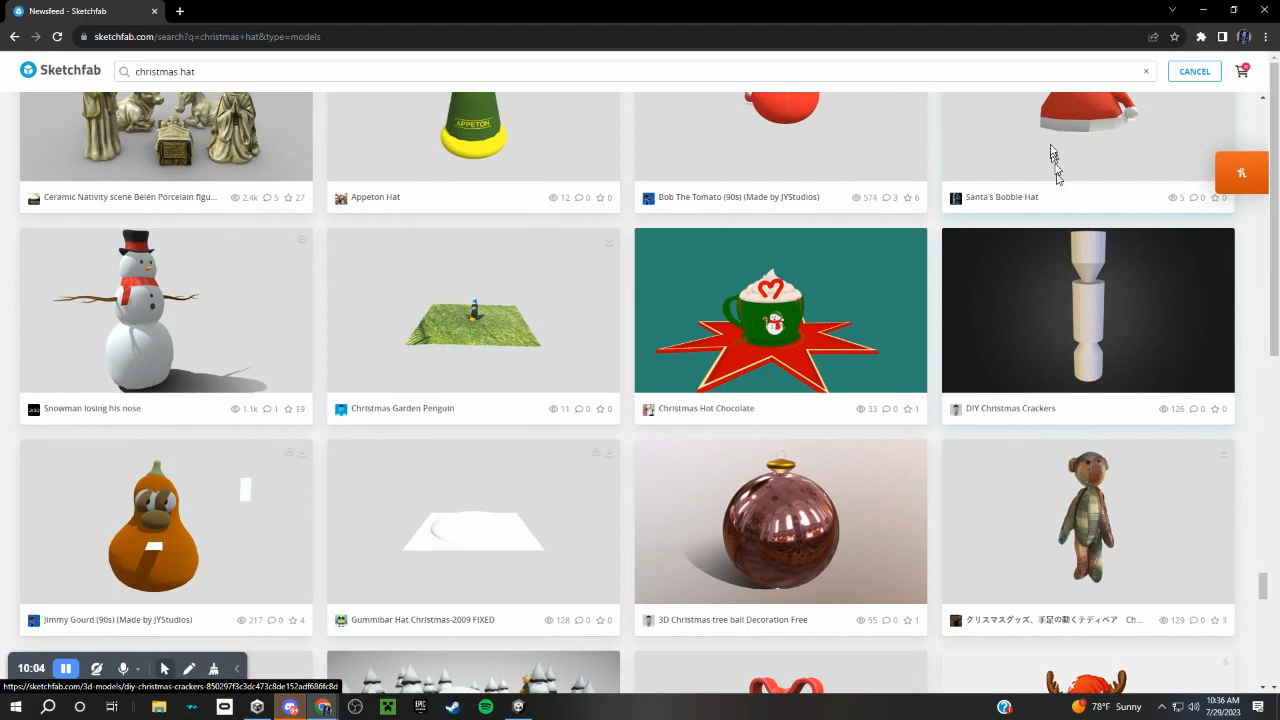 Newsfeed - Sketchfab
sketchfab.com/search?q=christmas+hat&type=models
Sketchfab
christmas hat
CANCEL
APPETON
Ceramic Nativity scene Belén Porcelain figu... 2.4k 5 27
Appeton Hat 12 0 0
Bob The Tomato (90s) (Made by JYStudios) 574 3 6
Santa's Bobble Hat 5 0 0
Snowman losing his nose 1.1k 1 19
Christmas Garden Penguin 11 0 0
Christmas Hot Chocolate 33 0 1
DIY Christmas Crackers 126 0 0
Jimmy Gourd (90s) (Made by JYStudios) 217 0 4
Gummibar Hat Christmas-2009 FIXED 128 0 0
3D Christmas tree ball Decoration Free 55 0 1
クリスマスグッズ、手足の動くテディベア Ch... 129 0 3
10:04
https://sketchfab.com/3d-models/diy-christmas-crackers-850297f3c3dc473c8de152adf686fc8d
78°F Sunny
10:36 AM
7/29/2023